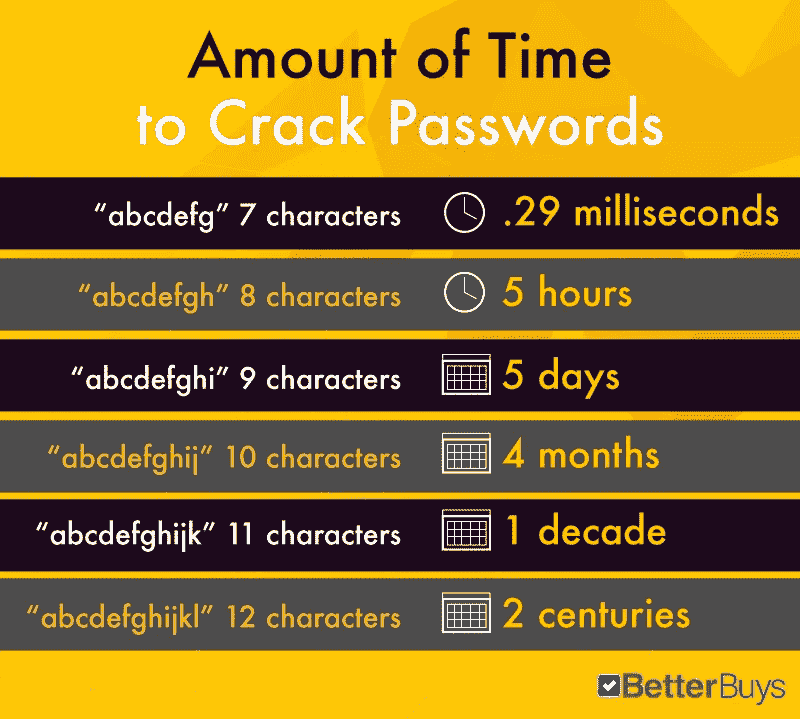 Amount of Time
to Crack Passwords
“abcdefg” 7 characters .29 milliseconds
“abcdefgh” 8 characters 5 hours
“abcdefghi” 9 characters 5 days
“abcdefghij” 10 characters 4 months
“abcdefghijk” 11 characters 1 decade
“abcdefghijkl” 12 characters 2 centuries
BetterBuys